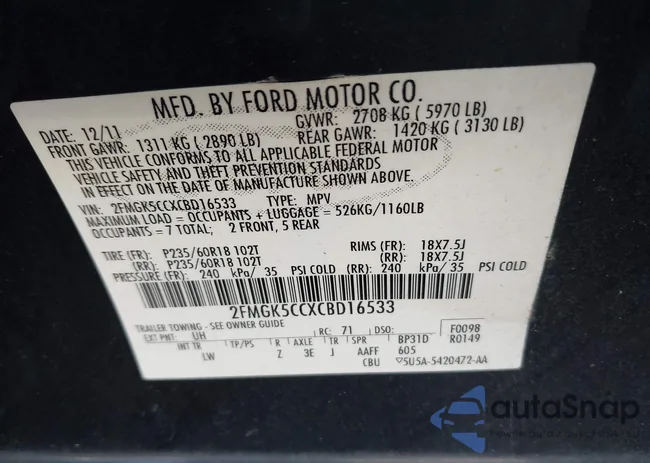 MFD. BY FORD MOTOR CO.
DATE: 12/11 GVWR: 2708 KG ( 5970 LB)
FRONT GAWR: 1311 KG ( 2890 LB) REAR GAWR: 1420 KG ( 3130 LB)
THIS VEHICLE CONFORMS TO ALL APPLICABLE FEDERAL MOTOR
VEHICLE SAFETY AND THEFT PREVENTION STANDARDS
IN EFFECT ON THE DATE OF MANUFACTURE SHOWN ABOVE.
VIN: 2FMGK5CCXCBD16533 TYPE: MPV
MAXIMUM LOAD = OCCUPANTS + LUGGAGE = 526KG/1160LB
OCCUPANTS = 7 TOTAL; 2 FRONT, 5 REAR
TIRE (FR): P235/60R18 102T RIMS (FR): 18X7.5J
(RR): P235/60R18 102T (RR): 18X7.5J
PRESSURE (FR): 240 kPa/ 35 PSI COLD (RR): 240 kPa/ 35 PSI COLD
2FMGK5CCXCBD16533
TRAILER TOWING - SEE OWNER GUIDE
EXT PNT: UH RC: 71 DSO: F0098
INT TR TP/PS R AXLE TR SPR BP31D R0149
LW Z 3E J AAFF 605
CBU 5U5A-5420472-AA
autoSnap